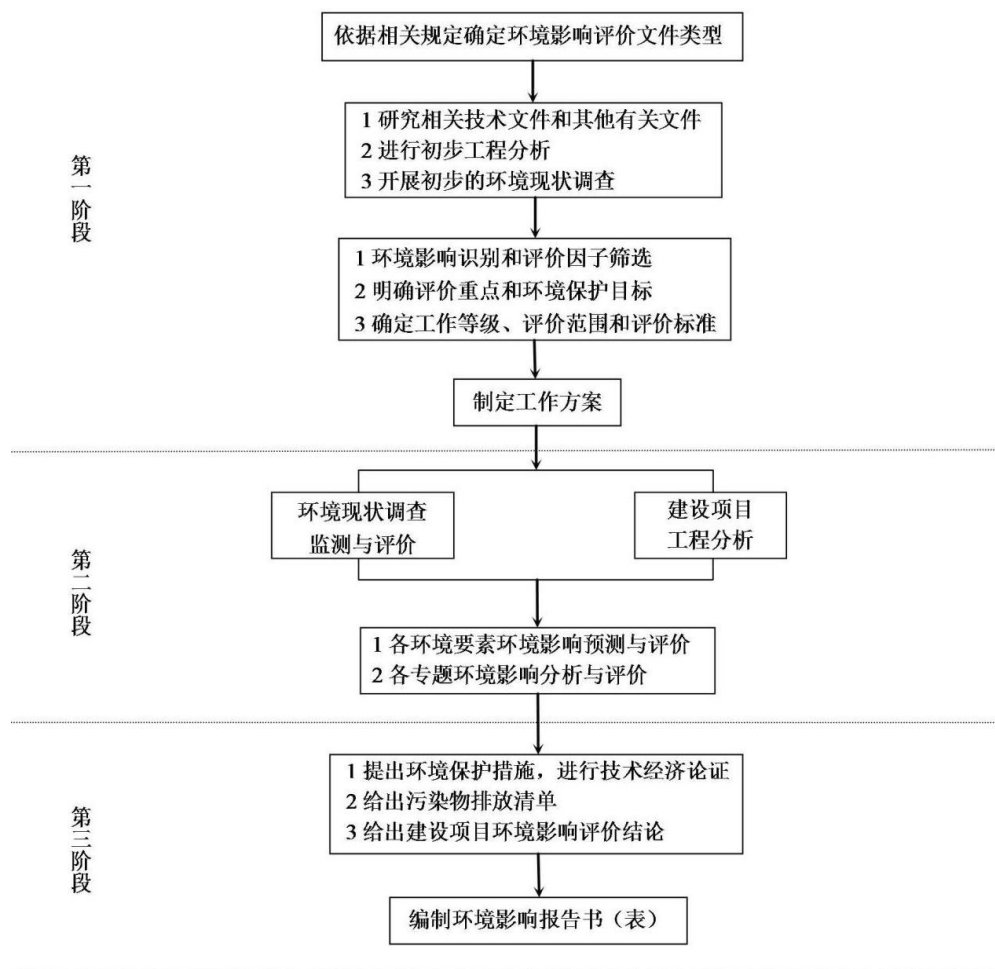 依据相关规定确定环境影响评价文件类型
1 研究相关技术文件和其他有关文件
2 进行初步工程分析
3 开展初步的环境现状调查
第一阶段
1 环境影响识别和评价因子筛选
2 明确评价重点和环境保护目标
3 确定工作等级、评价范围和评价标准
制定工作方案
环境现状调查
监测与评价
建设项目
工程分析
第二阶段
1 各环境要素环境影响预测与评价
2 各专题环境影响分析与评价
1 提出环境保护措施，进行技术经济论证
2 给出污染物排放清单
3 给出建设项目环境影响评价结论
第三阶段
编制环境影响报告书（表）